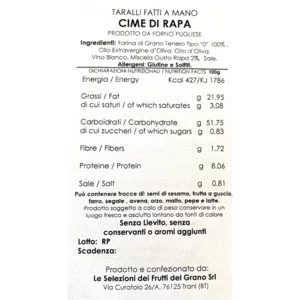 TARALLI FATTI A MANO
CIME DI RAPA
PRODOTTO DA FORNO PUGLIESE
Ingredienti: Farina di Grano Tenero tipo "0" 100%,
Olio Extravergine d'Oliva, Olio d'Oliva,
Vino Bianco, Miscela Gusto Rapa 2%, Sale.
Allergeni: Glutine e Solfiti.
DICHIARAZIONI NUTRIZIONALI / NUTRITION FACTS 100g
Energia / Energy Kcal 427/KJ 1786
Grassi / Fat g 21.95
di cui saturi / of which saturates g 3.08
Carboidrati / Carbohydrate g 51.75
di cui zuccheri / of which sugars g 0.83
Fibre / Fibers g 1.72
Proteine / Protein g 8.06
Sale / Salt g 0.81
Può contenere tracce di: semi di sesamo, frutta a guscio,
farro, segale, avena, orzo, malto, pepe e latte.
Prodotto soggetto a calo di peso conservare in un
luogo fresco e asciutto lontano da fonti di calore
Senza Lievito, senza
conservanti o aromi aggiunti
Lotto: RP
Scadenza:
Prodotto e confezionato da:
Le Selezioni dei Frutti del Grano Srl
Via Curatoio 26/A, 76125 Trani (BT)